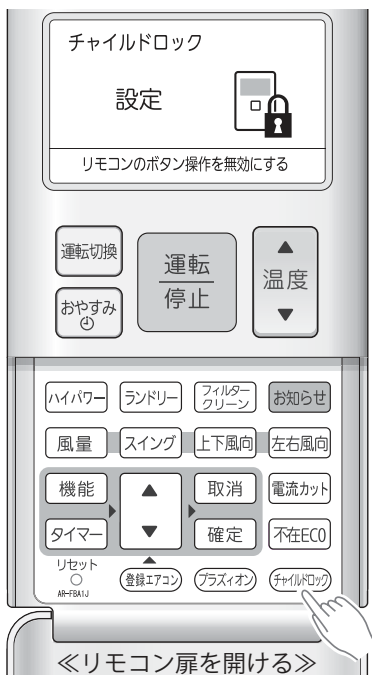 チャイルドロック
設定
リモコンのボタン操作を無効にする
運転切換
運転
停止
▲
温度
▼
おやすみ
ハイパワー
ランドリー
フィルター
クリーン
お知らせ
風量
スイング
上下風向
左右風向
機能
▲
取消
電流カット
タイマー
▼
確定
不在ECO
リセット
AR-FBA1J
登録エアコン
プラズィオン
チャイルドロック
≪リモコン扉を開ける≫